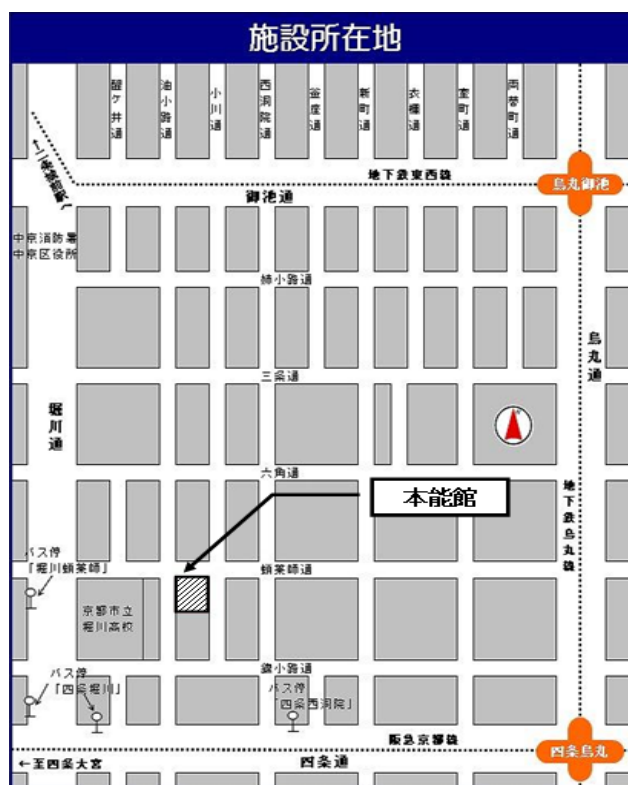 施設所在地
醒ケ井通
油小路通
小川通
西洞院通
釜座通
新町通
衣棚通
室町通
両替町通
←二条城前駅へ
地下鉄東西線
烏丸御池
御池通
中京消防署
中京区役所
姉小路通
烏丸通
三条通
堀川通
六角通
本能館
地下鉄烏丸線
バス停
「堀川蛸薬師」
蛸薬師通
京都市立
堀川高校
錦小路通
バス停
「四条堀川」
バス停
「四条西洞院」
阪急京都線
四条烏丸
←至四条大宮
四条通